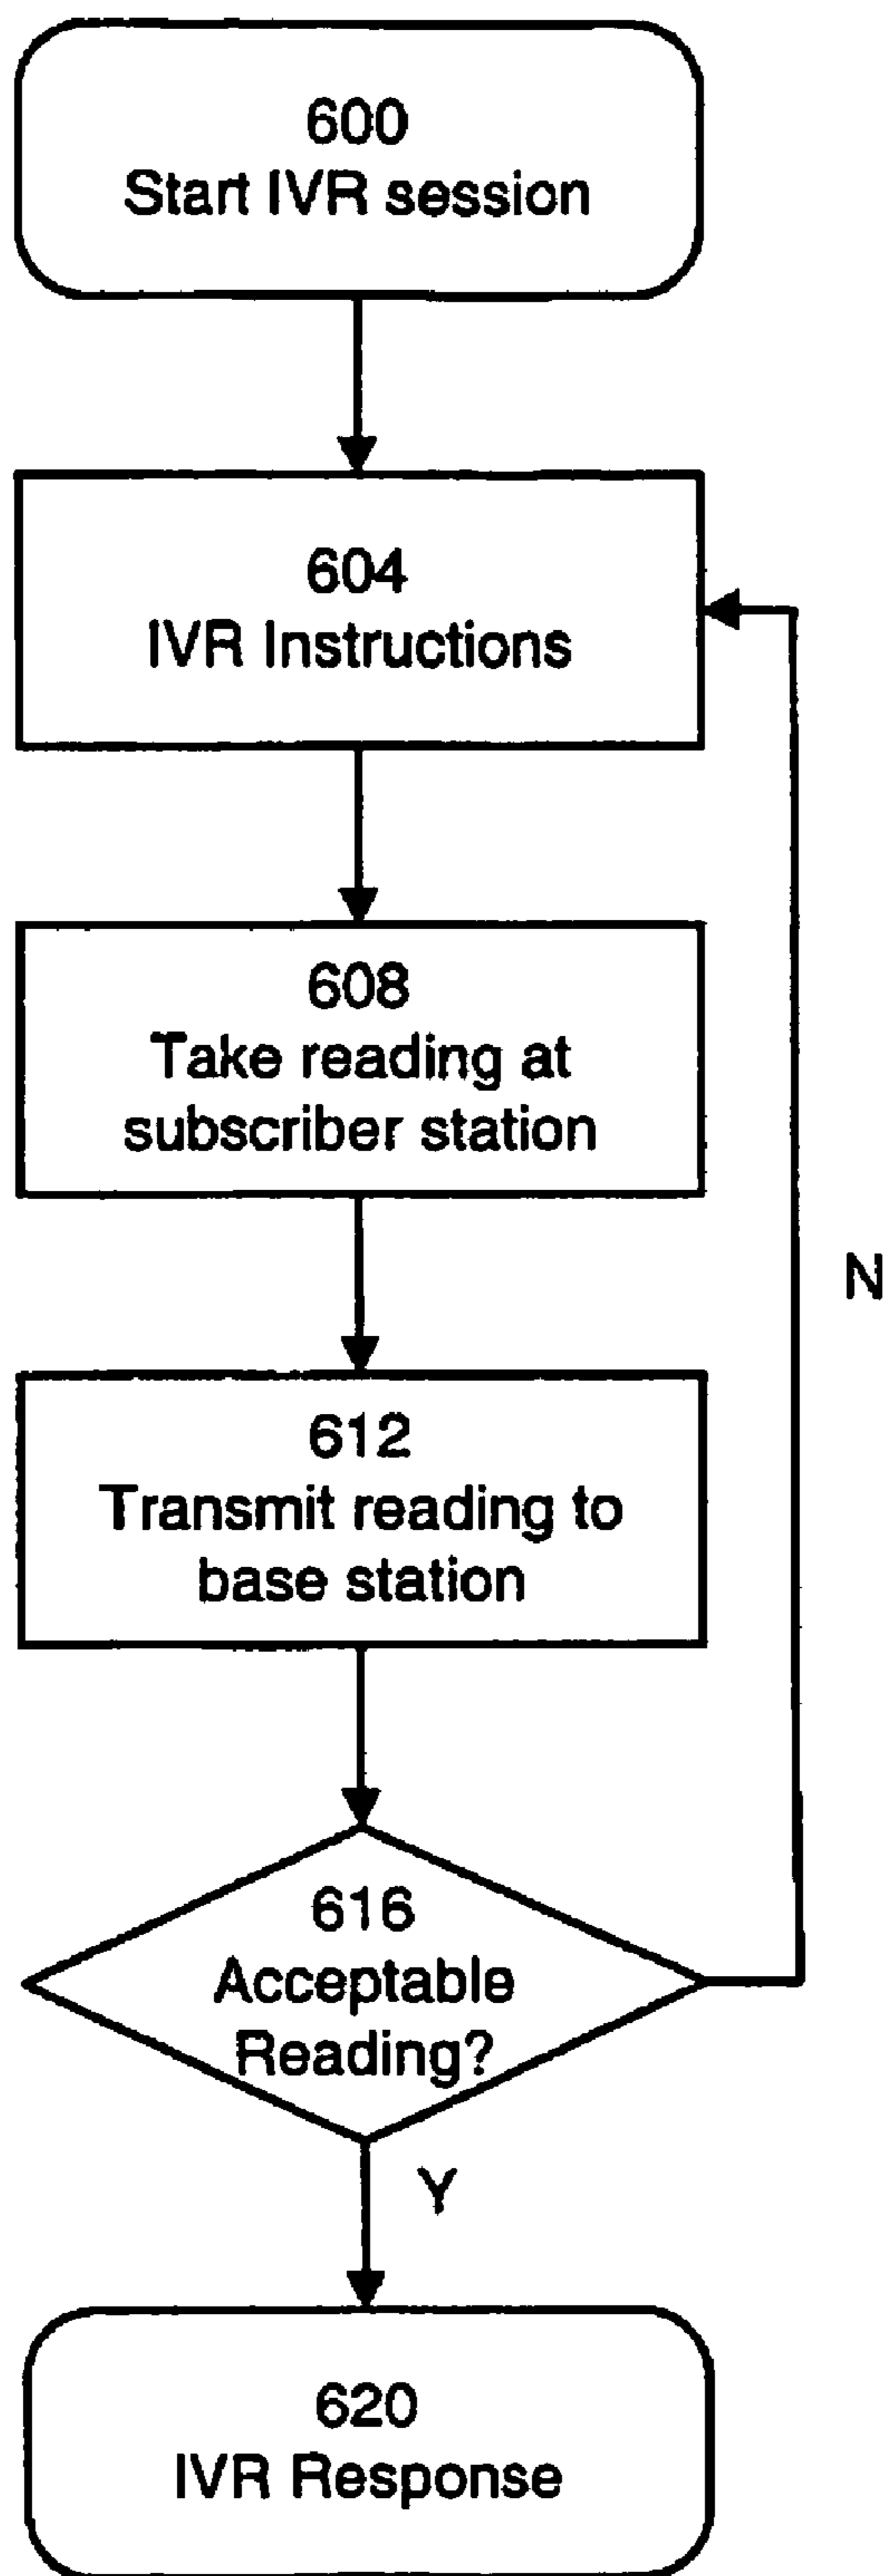 600
Start IVR session
604
IVR Instructions
608
Take reading at
subscriber station
N
612
Transmit reading to
base station
616
Acceptable
Reading?
Y
620
IVR Response